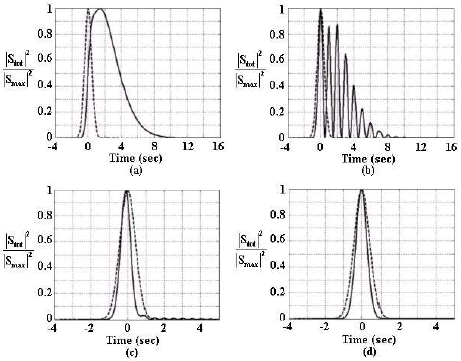 |S_tot|² / |S_max|²
1
0.8
0.6
0.4
0.2
0
-4 0 4 8 12 16
Time (sec)
(a)
|S_tot|² / |S_max|²
1
0.8
0.6
0.4
0.2
0
-4 0 4 8 12 16
Time (sec)
(b)
|S_tot|² / |S_max|²
1
0.8
0.6
0.4
0.2
0
-4 -2 0 2 4
Time (sec)
(c)
|S_tot|² / |S_max|²
1
0.8
0.6
0.4
0.2
0
-4 -2 0 2 4
Time (sec)
(d)